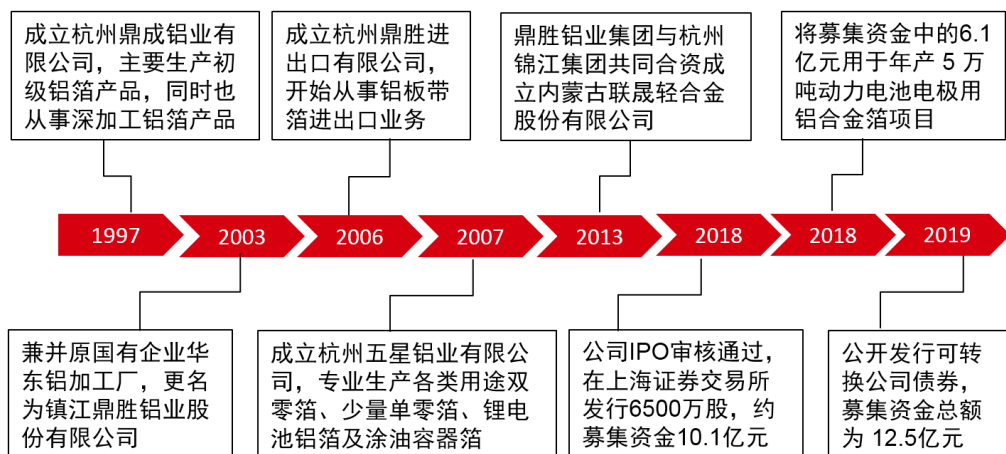 成立杭州鼎成铝业有
限公司，主要生产初
级铝箔产品，同时也
从事深加工铝箔产品
成立杭州鼎胜进
出口有限公司，
开始从事铝板带
箔进出口业务
鼎胜铝业集团与杭州
锦江集团共同合资成
立内蒙古联晟轻合金
股份有限公司
将募集资金中的6.1
亿元用于年产 5 万
吨动力电池电极用
铝合金箔项目
1997
2003
2006
2007
2013
2018
2018
2019
兼并原国有企业华
东铝加工厂，更名
为镇江鼎胜铝业股
份有限公司
成立杭州五星铝业有限公
司，专业生产各类用途双
零箔、少量单零箔、锂电
池铝箔及涂油容器箔
公司IPO审核通过，
在上海证券交易所
发行6500万股，约
募集资金10.1亿元
公开发行可转
换公司债券，
募集资金总额
为 12.5亿元